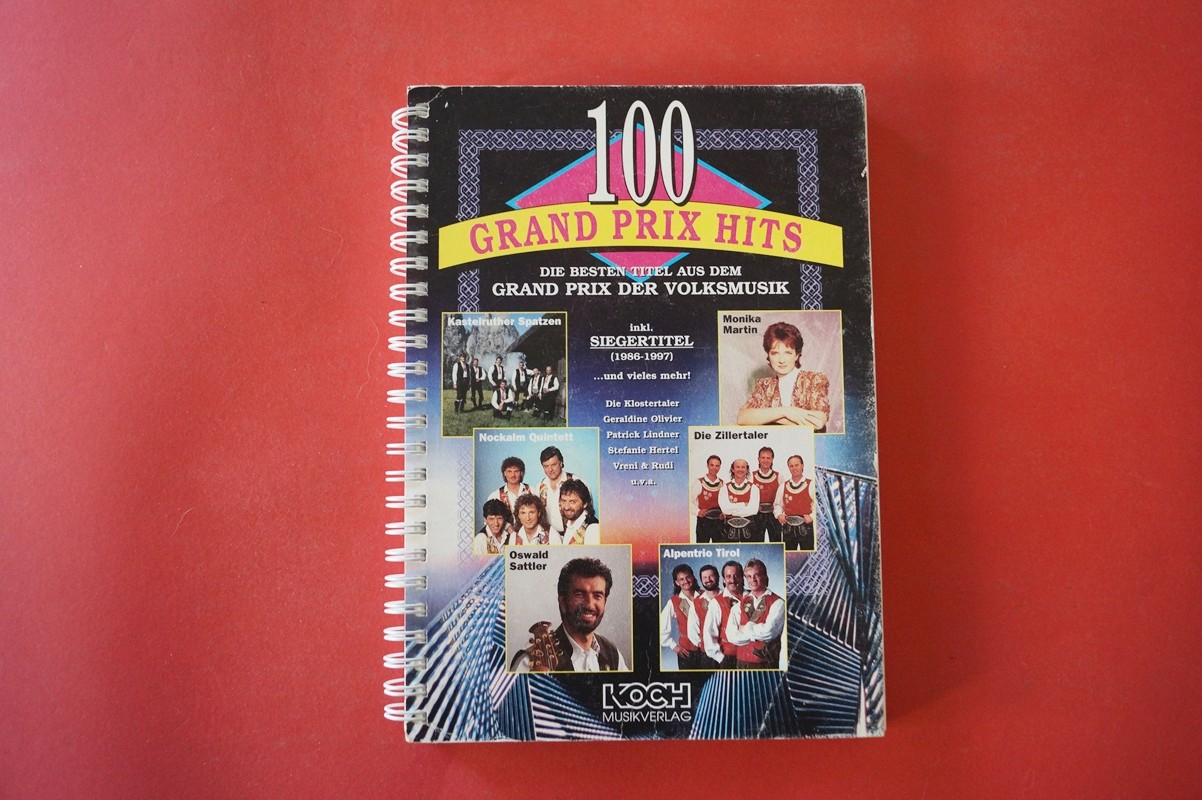 100
GRAND PRIX HITS
DIE BESTEN TITEL AUS DEM
GRAND PRIX DER VOLKSMUSIK
Kastelruther Spatzen
inkl.
SIEGERTITEL
(1986-1997)
...und vieles mehr!
Monika
Martin
Die Klostertaler
Geraldine Olivier
Patrick Lindner
Stefanie Hertel
Vreni & Rudi
u.v.a.
Nockalm Quintett
Die Zillertaler
Oswald
Sattler
Alpentrio Tirol
KOCH
MUSIKVERLAG